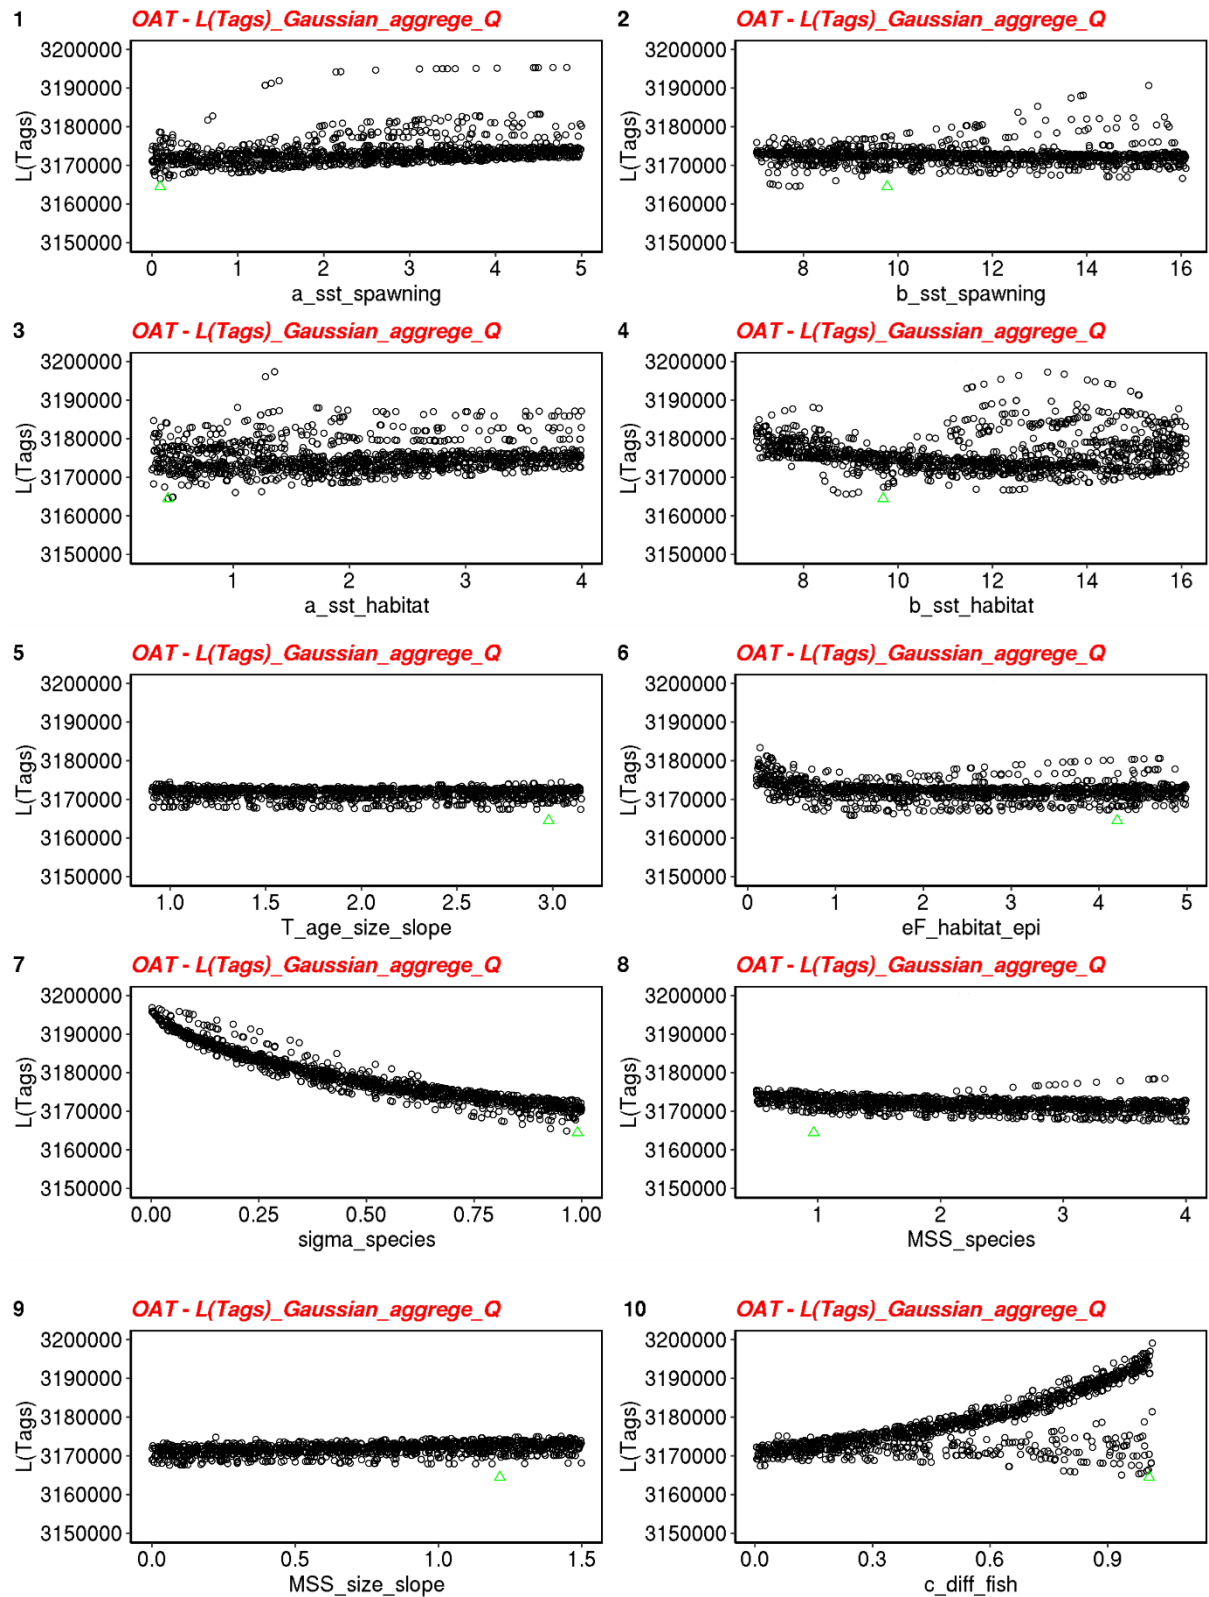 1 OAT - L(Tags)_Gaussian_aggrege_Q
3200000
3190000
3180000
3170000
3160000
3150000
L(Tags)
0 1 2 3 4 5
a_sst_spawning
2 OAT - L(Tags)_Gaussian_aggrege_Q
3200000
3190000
3180000
3170000
3160000
3150000
L(Tags)
8 10 12 14 16
b_sst_spawning
3 OAT - L(Tags)_Gaussian_aggrege_Q
3200000
3190000
3180000
3170000
3160000
3150000
L(Tags)
1 2 3 4
a_sst_habitat
4 OAT - L(Tags)_Gaussian_aggrege_Q
3200000
3190000
3180000
3170000
3160000
3150000
L(Tags)
8 10 12 14 16
b_sst_habitat
5 OAT - L(Tags)_Gaussian_aggrege_Q
3200000
3190000
3180000
3170000
3160000
3150000
L(Tags)
1.0 1.5 2.0 2.5 3.0
T_age_size_slope
6 OAT - L(Tags)_Gaussian_aggrege_Q
3200000
3190000
3180000
3170000
3160000
3150000
L(Tags)
0 1 2 3 4 5
eF_habitat_epi
7 OAT - L(Tags)_Gaussian_aggrege_Q
3200000
3190000
3180000
3170000
3160000
3150000
L(Tags)
0.00 0.25 0.50 0.75 1.00
sigma_species
8 OAT - L(Tags)_Gaussian_aggrege_Q
3200000
3190000
3180000
3170000
3160000
3150000
L(Tags)
1 2 3 4
MSS_species
9 OAT - L(Tags)_Gaussian_aggrege_Q
3200000
3190000
3180000
3170000
3160000
3150000
L(Tags)
0.0 0.5 1.0 1.5
MSS_size_slope
10 OAT - L(Tags)_Gaussian_aggrege_Q
3200000
3190000
3180000
3170000
3160000
3150000
L(Tags)
0.0 0.3 0.6 0.9
c_diff_fish